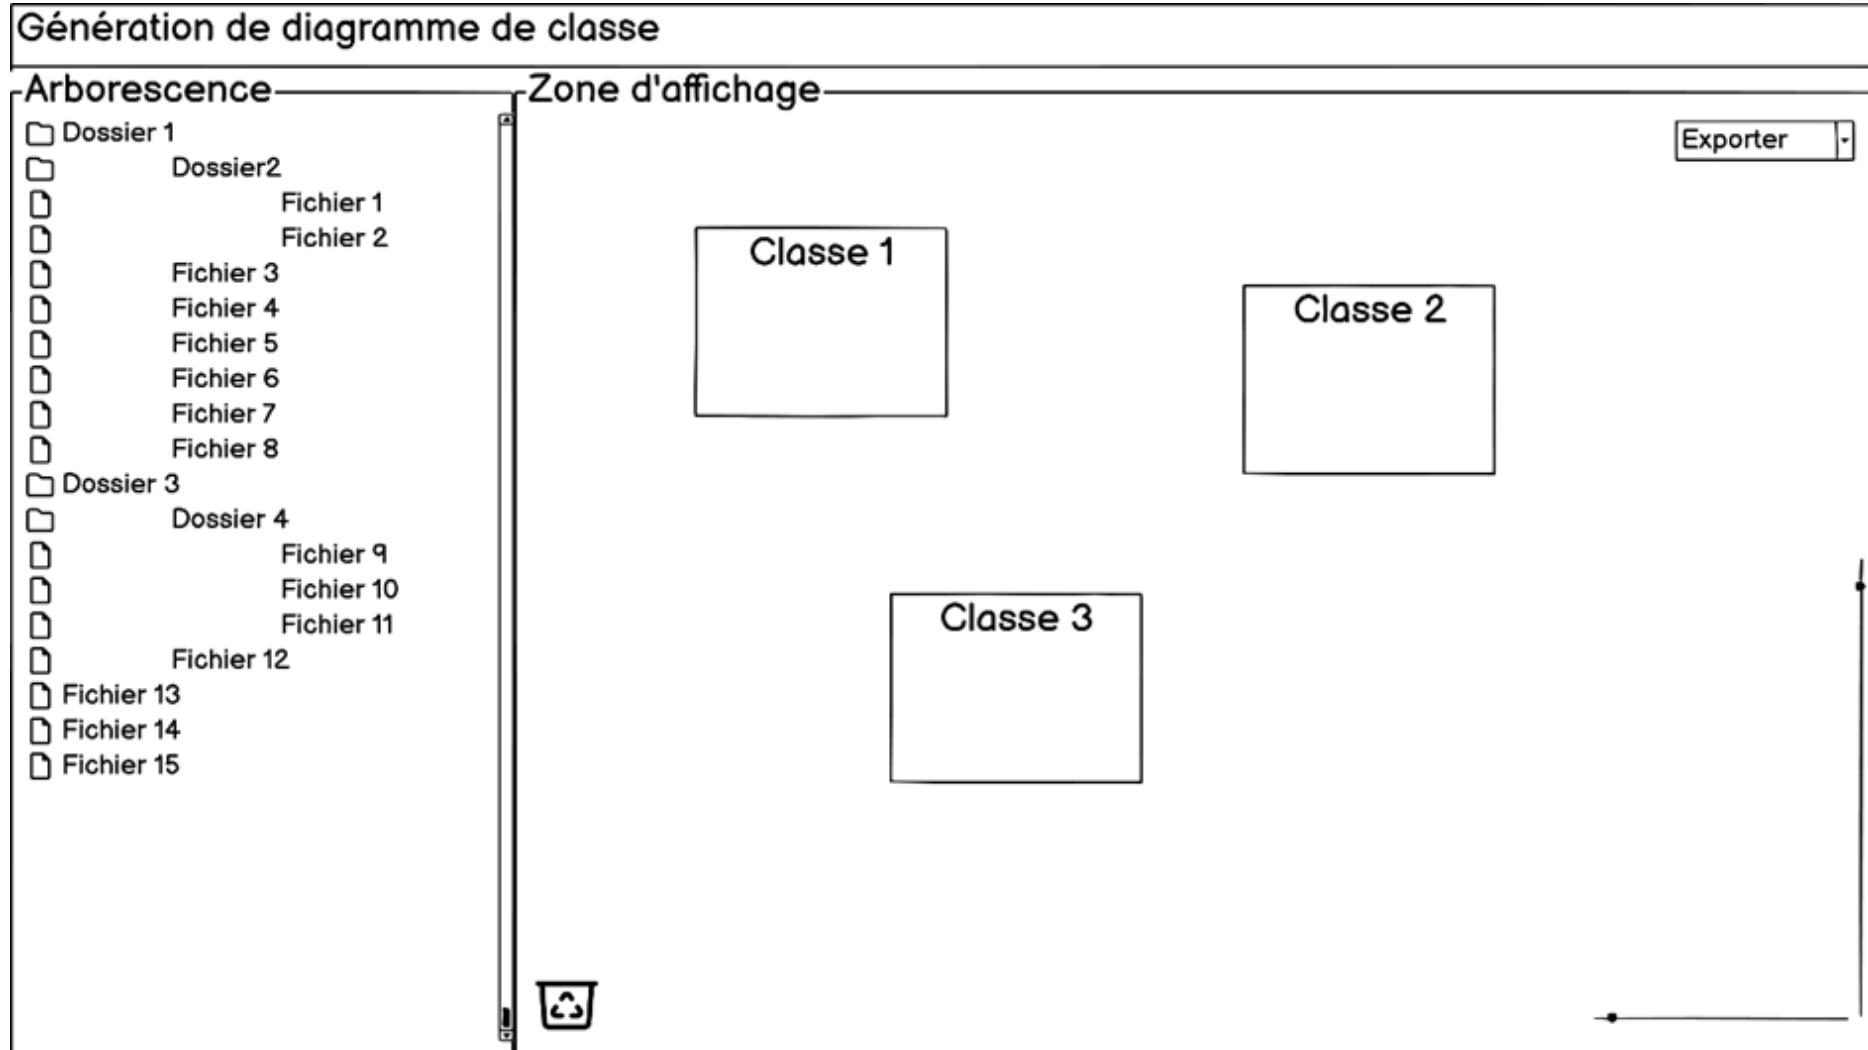 Génération de diagramme de classe
Arborescence
Dossier 1
Dossier2
Fichier 1
Fichier 2
Fichier 3
Fichier 4
Fichier 5
Fichier 6
Fichier 7
Fichier 8
Dossier 3
Dossier 4
Fichier 9
Fichier 10
Fichier 11
Fichier 12
Fichier 13
Fichier 14
Fichier 15
Zone d'affichage
Exporter
Classe 1
Classe 2
Classe 3